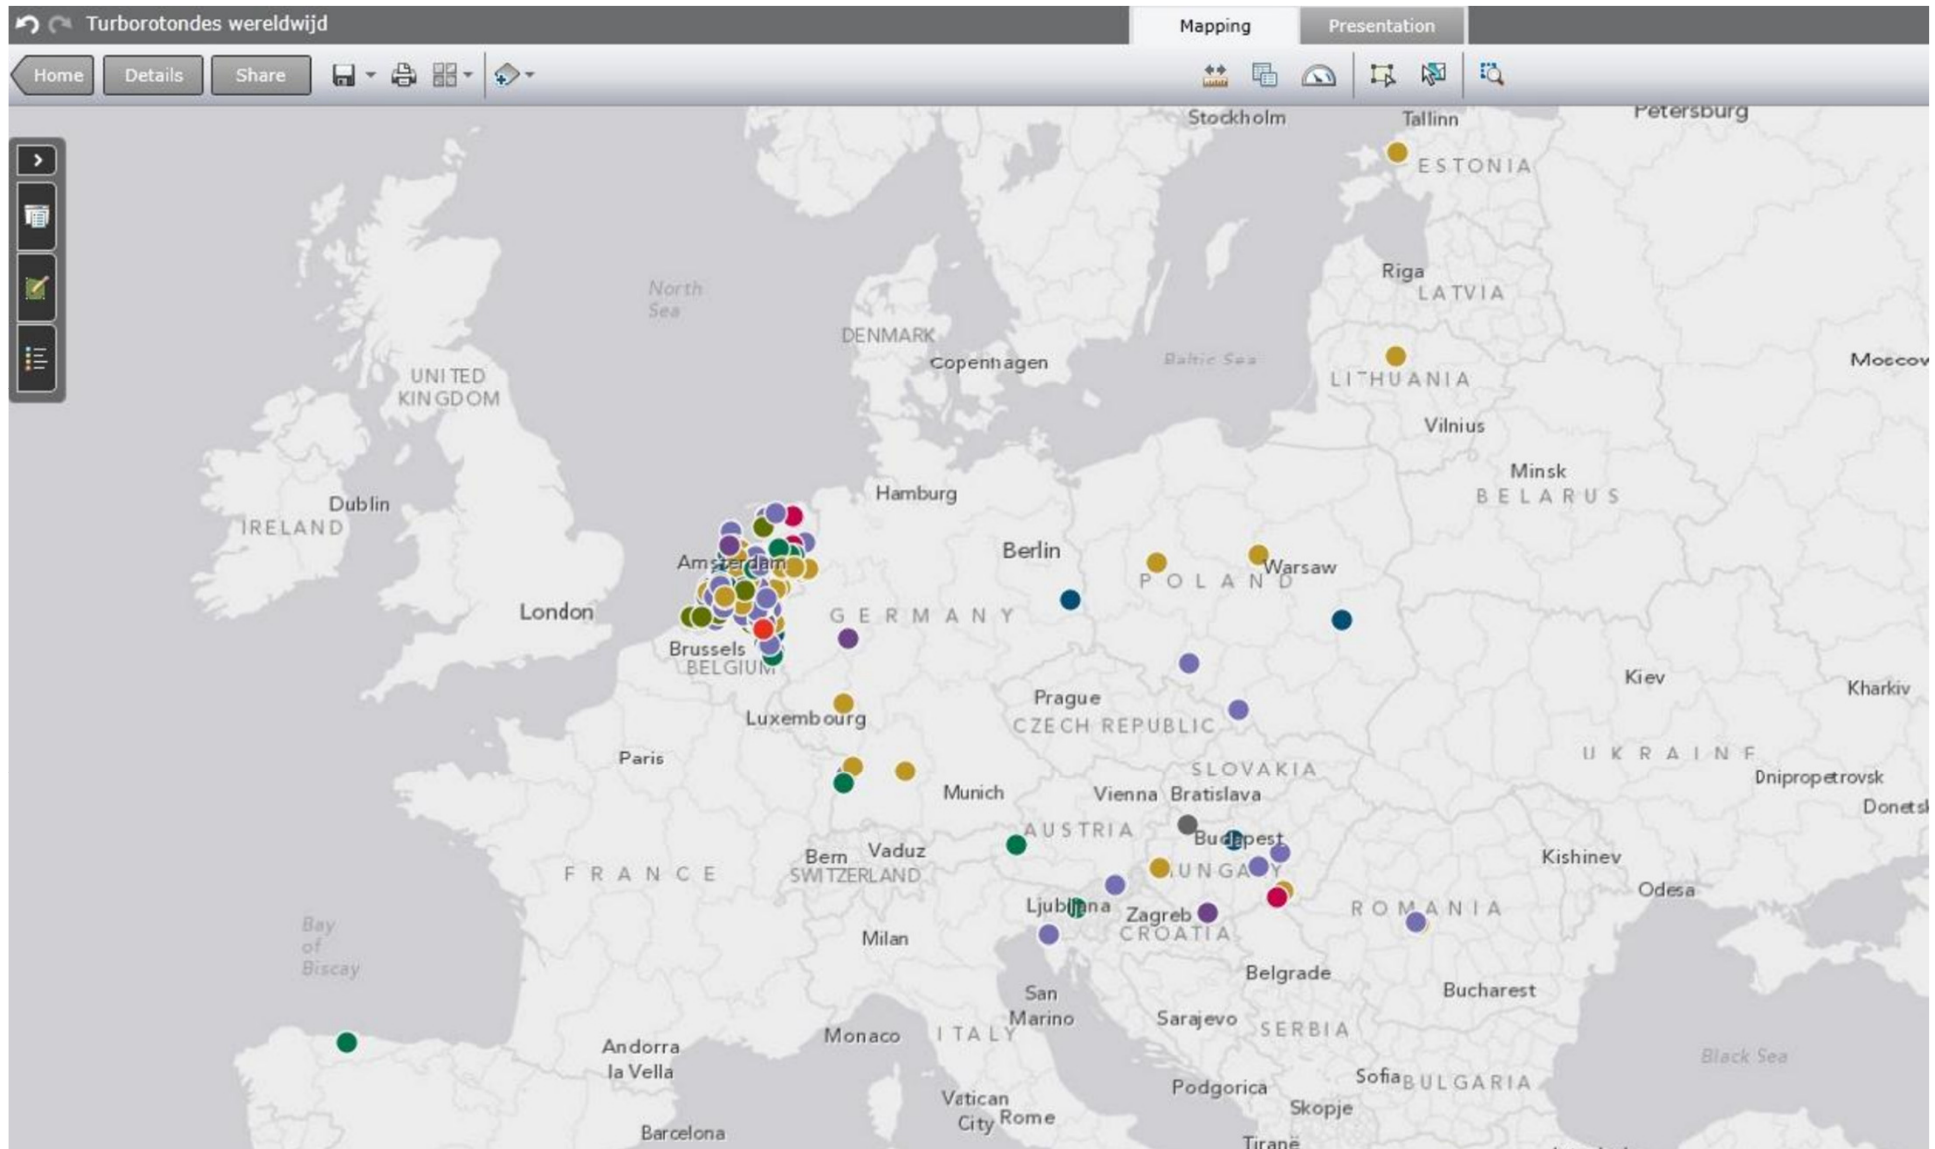 Turborotondes wereldwijd
Mapping
Presentation
Home
Details
Share
Stockholm
Tallinn
Petersburg
ESTONIA
Riga
LATVIA
North
Sea
DENMARK
Copenhagen
Baltic Sea
Moscow
LITHUANIA
UNITED
KINGDOM
Vilnius
Minsk
BELARUS
Hamburg
Dublin
IRELAND
Berlin
Amsterdam
Warsaw
POLAND
London
GERMANY
Brussels
BELGIUM
Kiev
Kharkiv
Prague
Luxembourg
CZECH REPUBLIC
Paris
UKRAINE
SLOVAKIA
Dnipropetrovsk
Munich
Vienna
Bratislava
Donetsk
AUSTRIA
Budapest
Bern
Vaduz
Kishinev
FRANCE
SWITZERLAND
HUNGARY
Odesa
Ljubljana
Zagreb
ROMANIA
Bay
of
Biscay
Milan
CROATIA
Belgrade
Bucharest
San
Marino
Sarajevo
SERBIA
Monaco
ITALY
Andorra
la Vella
Black Sea
Podgorica
Sofia
BULGARIA
Vatican
City
Rome
Skopje
Barcelona
Tiranë